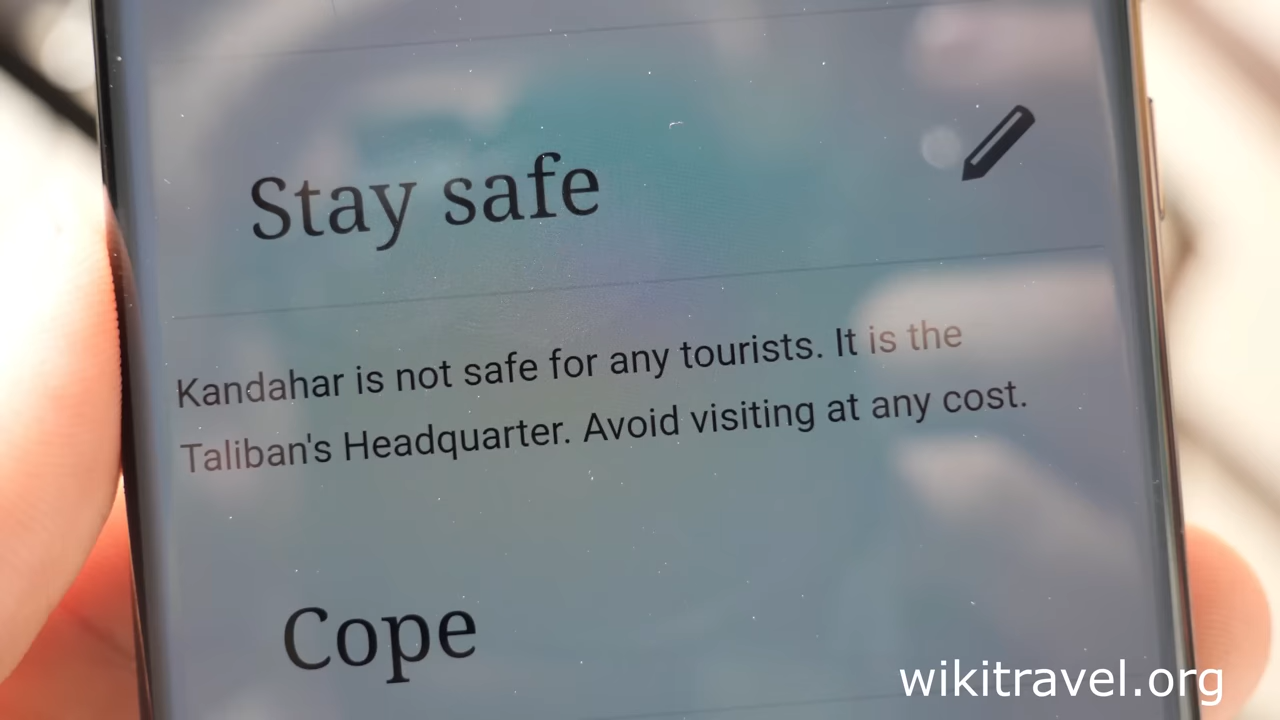 Stay safe
Kandahar is not safe for any tourists. It is the
Taliban's Headquarter. Avoid visiting at any cost.
Cope
wikitravel.org